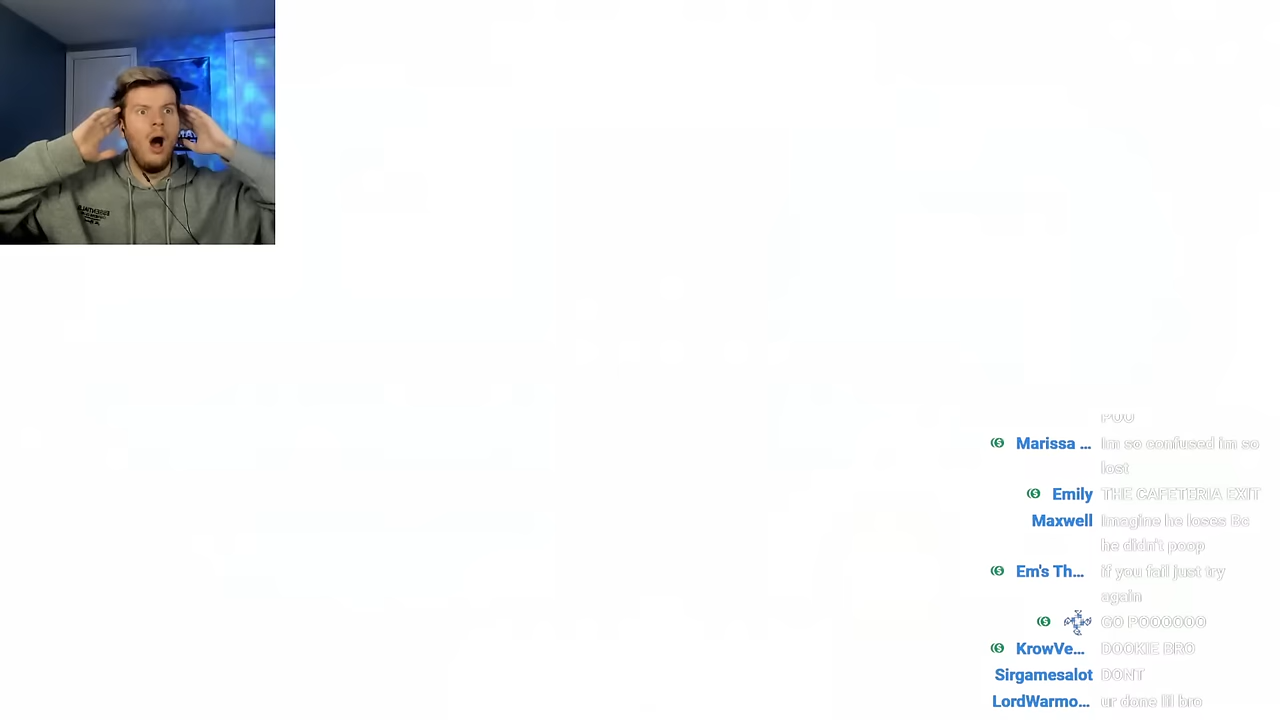 POO
Marissa ... Im so confused im so
lost
Emily THE CAFETERIA EXIT
Maxwell Imagine he loses Bc
he didn't poop
Em's Th... if you fail just try
again
GO POOOOOO
KrowVe... DOOKIE BRO
Sirgamesalot DONT
LordWarmo... ur done lil bro